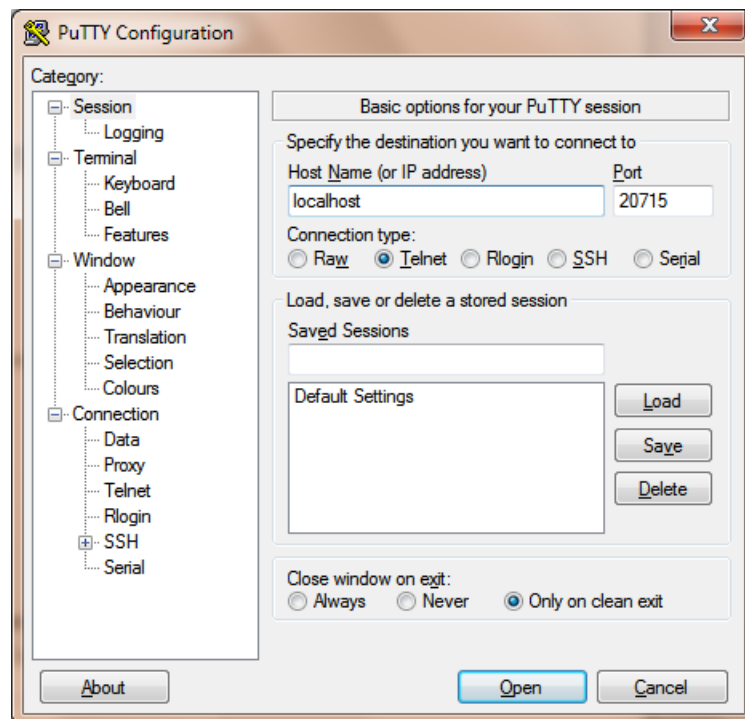 PuTTY Configuration
Category:
Session
Logging
Terminal
Keyboard
Bell
Features
Window
Appearance
Behaviour
Translation
Selection
Colours
Connection
Data
Proxy
Telnet
Rlogin
SSH
Serial
Basic options for your PuTTY session
Specify the destination you want to connect to
Host Name (or IP address) Port
localhost 20715
Connection type:
Raw Telnet Rlogin SSH Serial
Load, save or delete a stored session
Saved Sessions
Default Settings
Load
Save
Delete
Close window on exit:
Always Never Only on clean exit
About Open Cancel